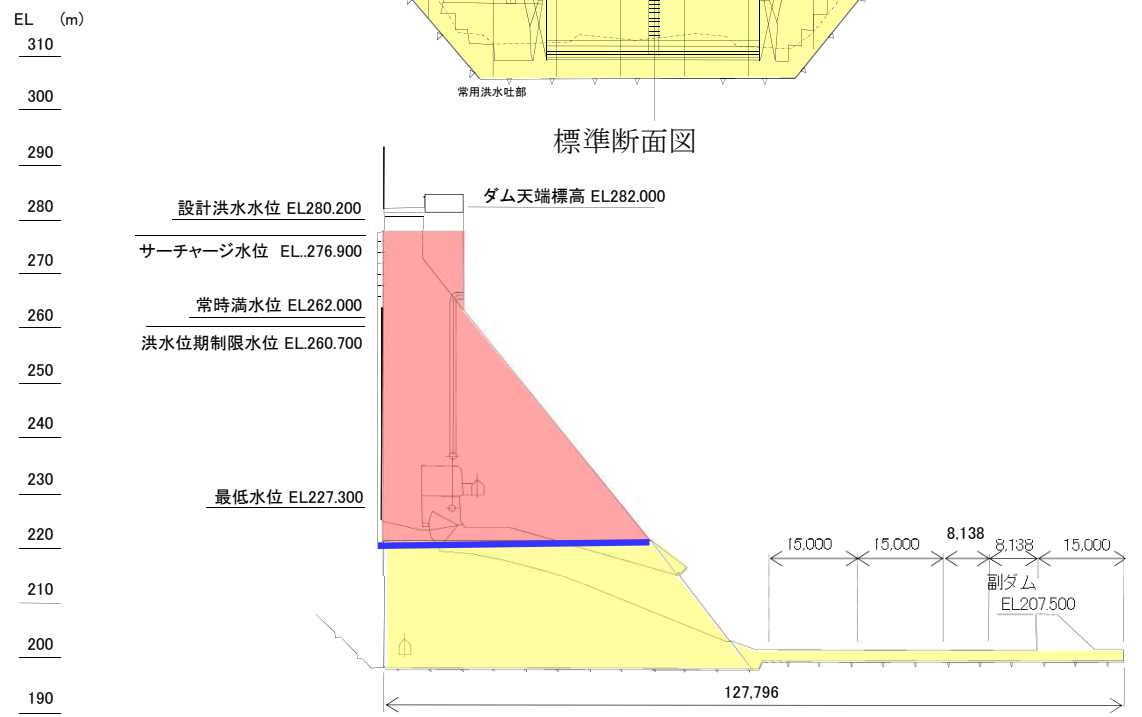 EL （m）
310
300
290
280
270
260
250
240
230
220
210
200
190
常用洪水吐部
標準断面図
ダム天端標高 EL282.000
設計洪水水位 EL280.200
サーチャージ水位 EL..276.900
常時満水位 EL262.000
洪水位期制限水位 EL.260.700
最低水位 EL227.300
15,000
15,000
8,138
8,138
15,000
副ダム
EL207.500
127,796